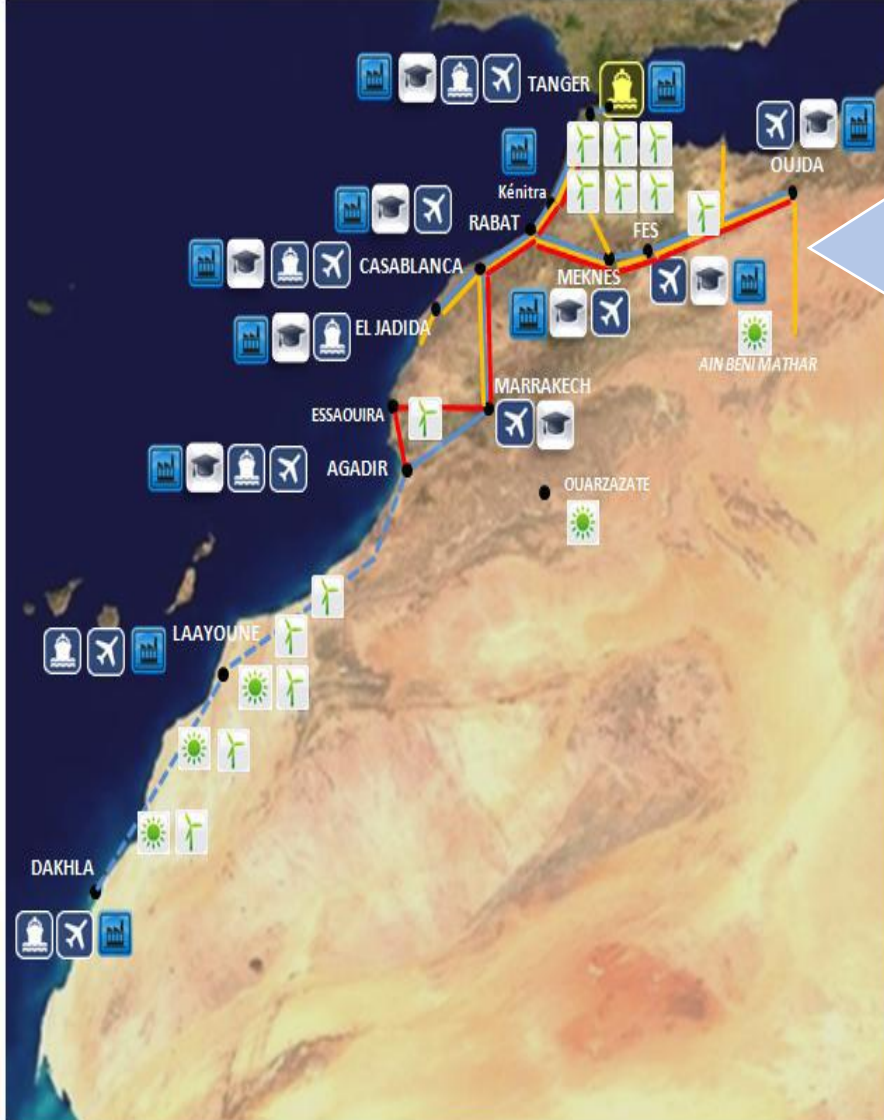 TANGER
OUJDA
Kénitra
RABAT
FES
CASABLANCA
MEKNES
EL JADIDA
AIN BENI MATHAR
MARRAKECH
ESSAOUIRA
AGADIR
OUARZAZATE
LAAYOUNE
DAKHLA